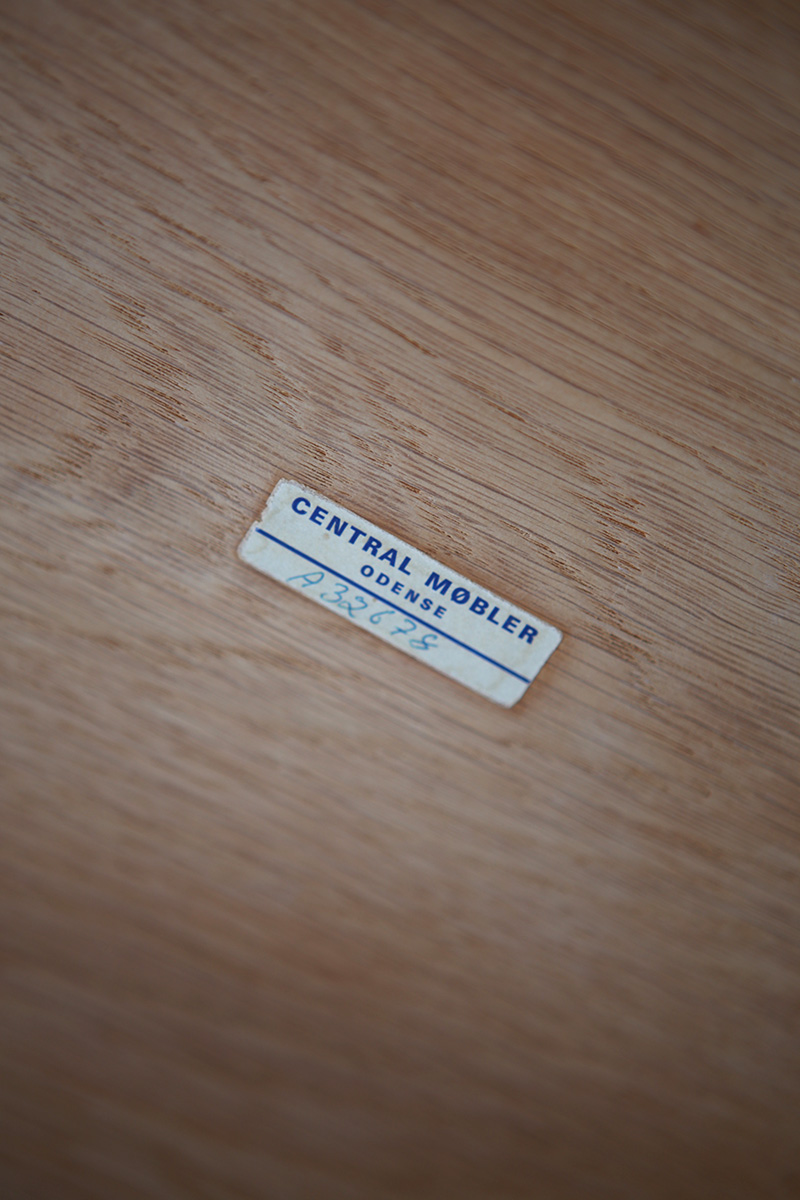 CENTRAL MØBLER
ODENSE
A32678